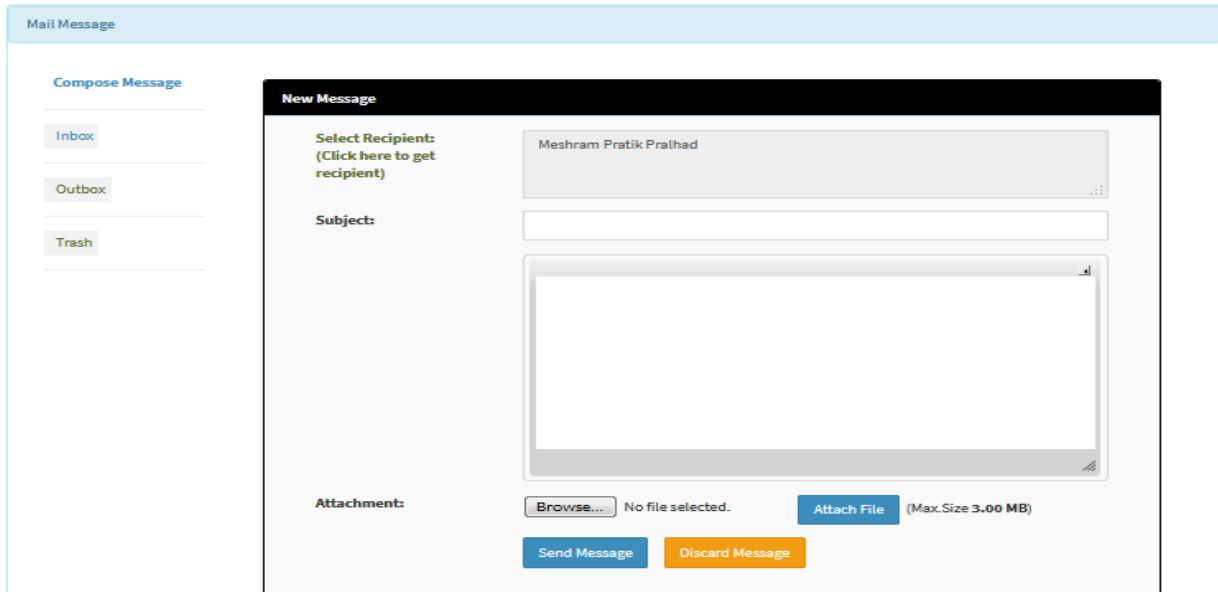 Mail Message
Compose Message
Inbox
Outbox
Trash
New Message
Select Recipient:
(Click here to get
recipient)
Meshram Pratik Pralhad
Subject:
Attachment:
Browse... No file selected. Attach File (Max.Size 3.00 MB)
Send Message Discard Message